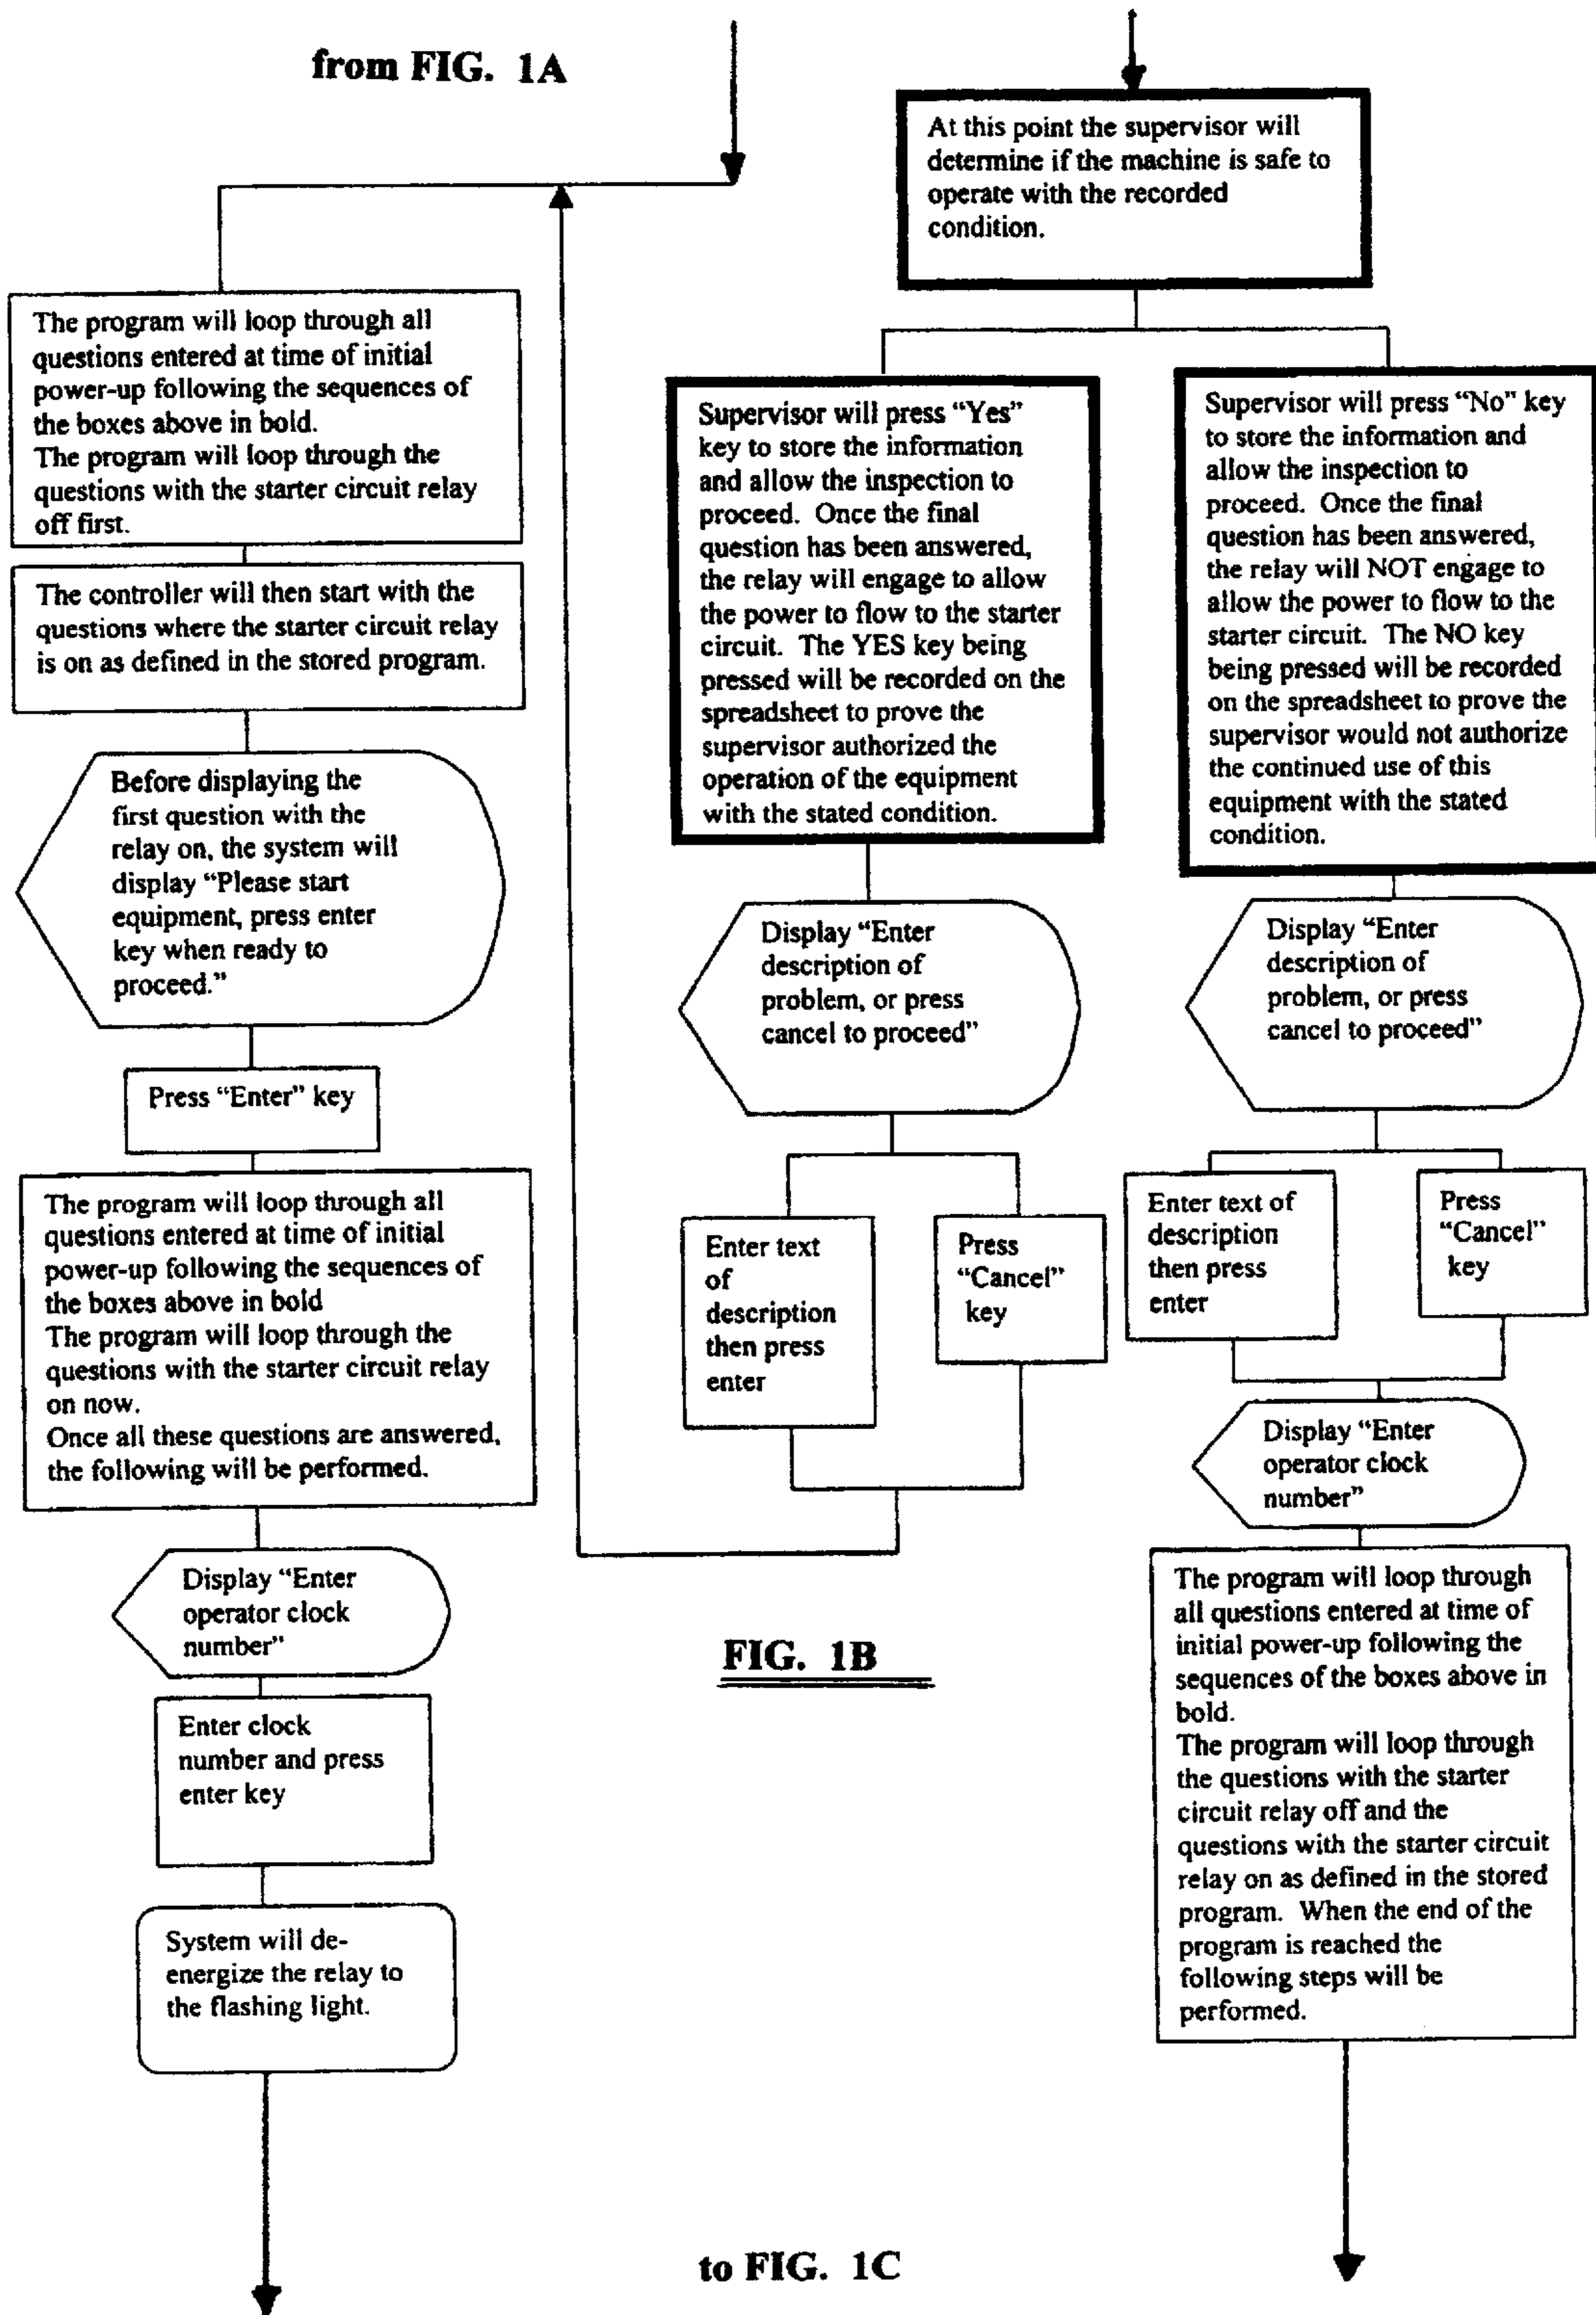 from FIG. 1A
At this point the supervisor will
determine if the machine is safe to
operate with the recorded
condition.
The program will loop through all
questions entered at time of initial
power-up following the sequences of
the boxes above in bold.
The program will loop through the
questions with the starter circuit relay
off first.
The controller will then start with the
questions where the starter circuit relay
is on as defined in the stored program.
Before displaying the
first question with the
relay on, the system will
display “Please start
equipment, press enter
key when ready to
proceed.”
Press “Enter” key
The program will loop through all
questions entered at time of initial
power-up following the sequences of
the boxes above in bold
The program will loop through the
questions with the starter circuit relay
on now.
Once all these questions are answered,
the following will be performed.
Display “Enter
operator clock
number”
Enter clock
number and press
enter key
System will de-
energize the relay to
the flashing light.
Supervisor will press “Yes”
key to store the information
and allow the inspection to
proceed. Once the final
question has been answered,
the relay will engage to allow
the power to flow to the starter
circuit. The YES key being
pressed will be recorded on the
spreadsheet to prove the
supervisor authorized the
operation of the equipment
with the stated condition.
Display “Enter
description of
problem, or press
cancel to proceed”
Enter text
of
description
then press
enter
Press
“Cancel”
key
Supervisor will press “No” key
to store the information and
allow the inspection to
proceed. Once the final
question has been answered,
the relay will NOT engage to
allow the power to flow to the
starter circuit. The NO key
being pressed will be recorded
on the spreadsheet to prove the
supervisor would not authorize
the continued use of this
equipment with the stated
condition.
Display “Enter
description of
problem, or press
cancel to proceed”
Enter text of
description
then press
enter
Press
“Cancel”
key
Display “Enter
operator clock
number”
The program will loop through
all questions entered at time of
initial power-up following the
sequences of the boxes above in
bold.
The program will loop through
the questions with the starter
circuit relay off and the
questions with the starter circuit
relay on as defined in the stored
program. When the end of the
program is reached the
following steps will be
performed.
FIG. 1B
to FIG. 1C